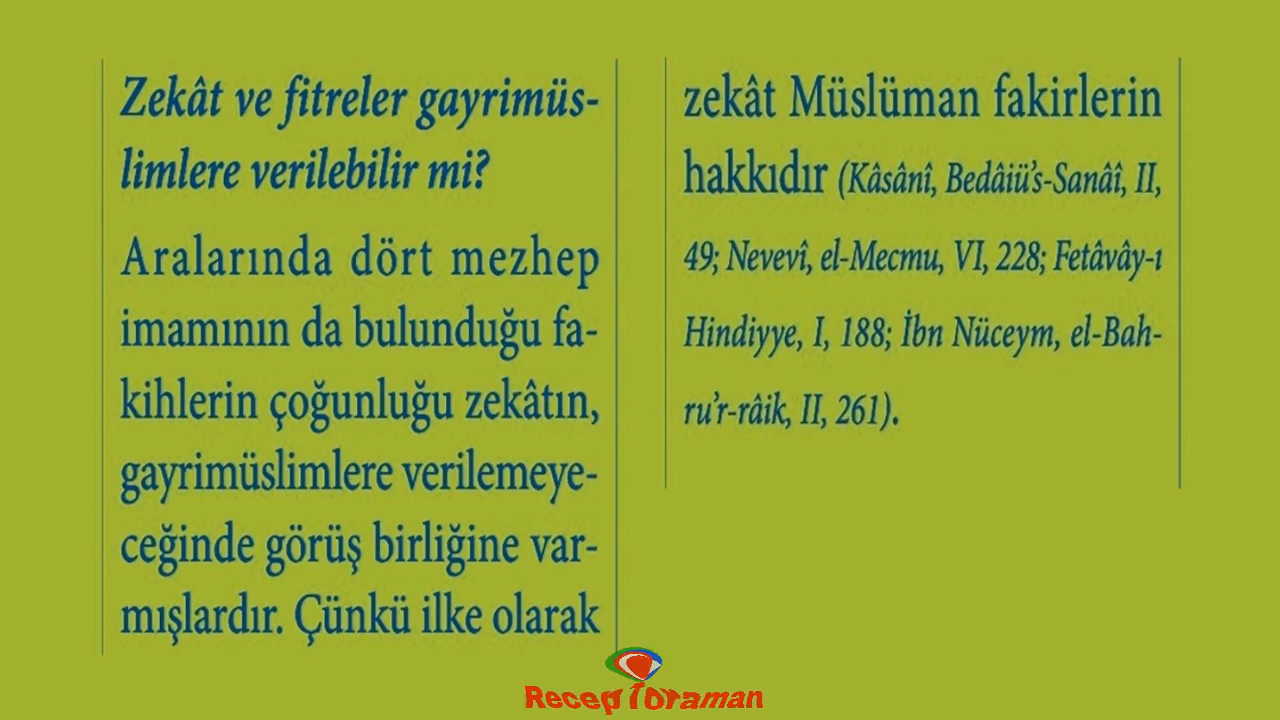 Zekât ve fitreler gayrimüs-
limlere verilebilir mi?
Aralarında dört mezhep
imamının da bulunduğu fa-
kihlerin çoğunluğu zekâtın,
gayrimüslimlere verilemeye-
ceğinde görüş birliğine var-
mışlardır. Çünkü ilke olarak
zekât Müslüman fakirlerin
hakkıdır (Kâsânî, Bedâiü’s-Sanâî, II,
49; Nevevî, el-Mecmu, VI, 228; Fetâvây-ı
Hindiyye, I, 188; İbn Nüceym, el-Bah-
ru’r-râik, II, 261).
Recep